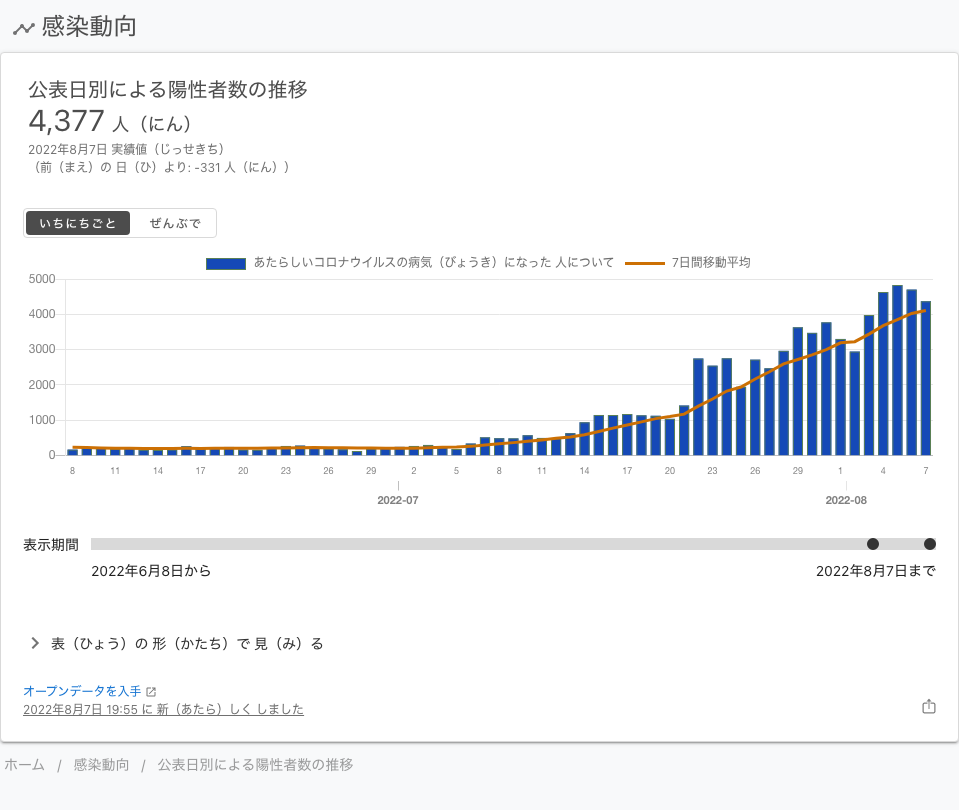 感染動向
公表日別による陽性者数の推移
4,377 人（にん）
2022年8月7日 実績値（じっせきち）
（前（まえ）の 日（ひ）より: -331 人（にん））
いちにちごと ぜんぶで
あたらしいコロナウイルスの病気（びょうき）になった 人について 7日間移動平均
5000
4000
3000
2000
1000
0
8 11 14 17 20 23 26 29 2 5 8 11 14 17 20 23 26 29 1 4 7
2022-07 2022-08
表示期間
2022年6月8日から 2022年8月7日まで
表（ひょう）の 形（かたち）で 見（み）る
オープンデータを入手
2022年8月7日 19:55 に 新（あたら）しく しました
ホーム / 感染動向 / 公表日別による陽性者数の推移